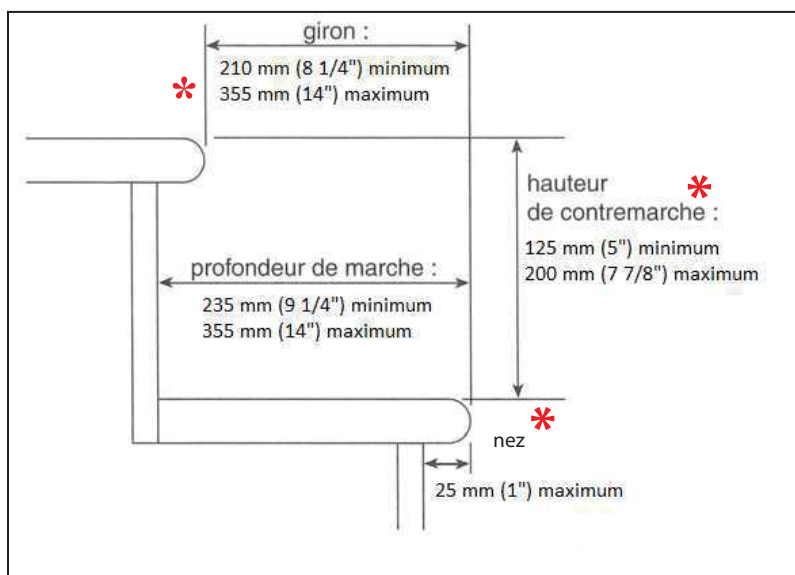 giron :
210 mm (8 1/4") minimum
355 mm (14") maximum
*
hauteur *
de contremarche :
125 mm (5") minimum
200 mm (7 7/8") maximum
profondeur de marche :
235 mm (9 1/4") minimum
355 mm (14") maximum
nez *
25 mm (1") maximum